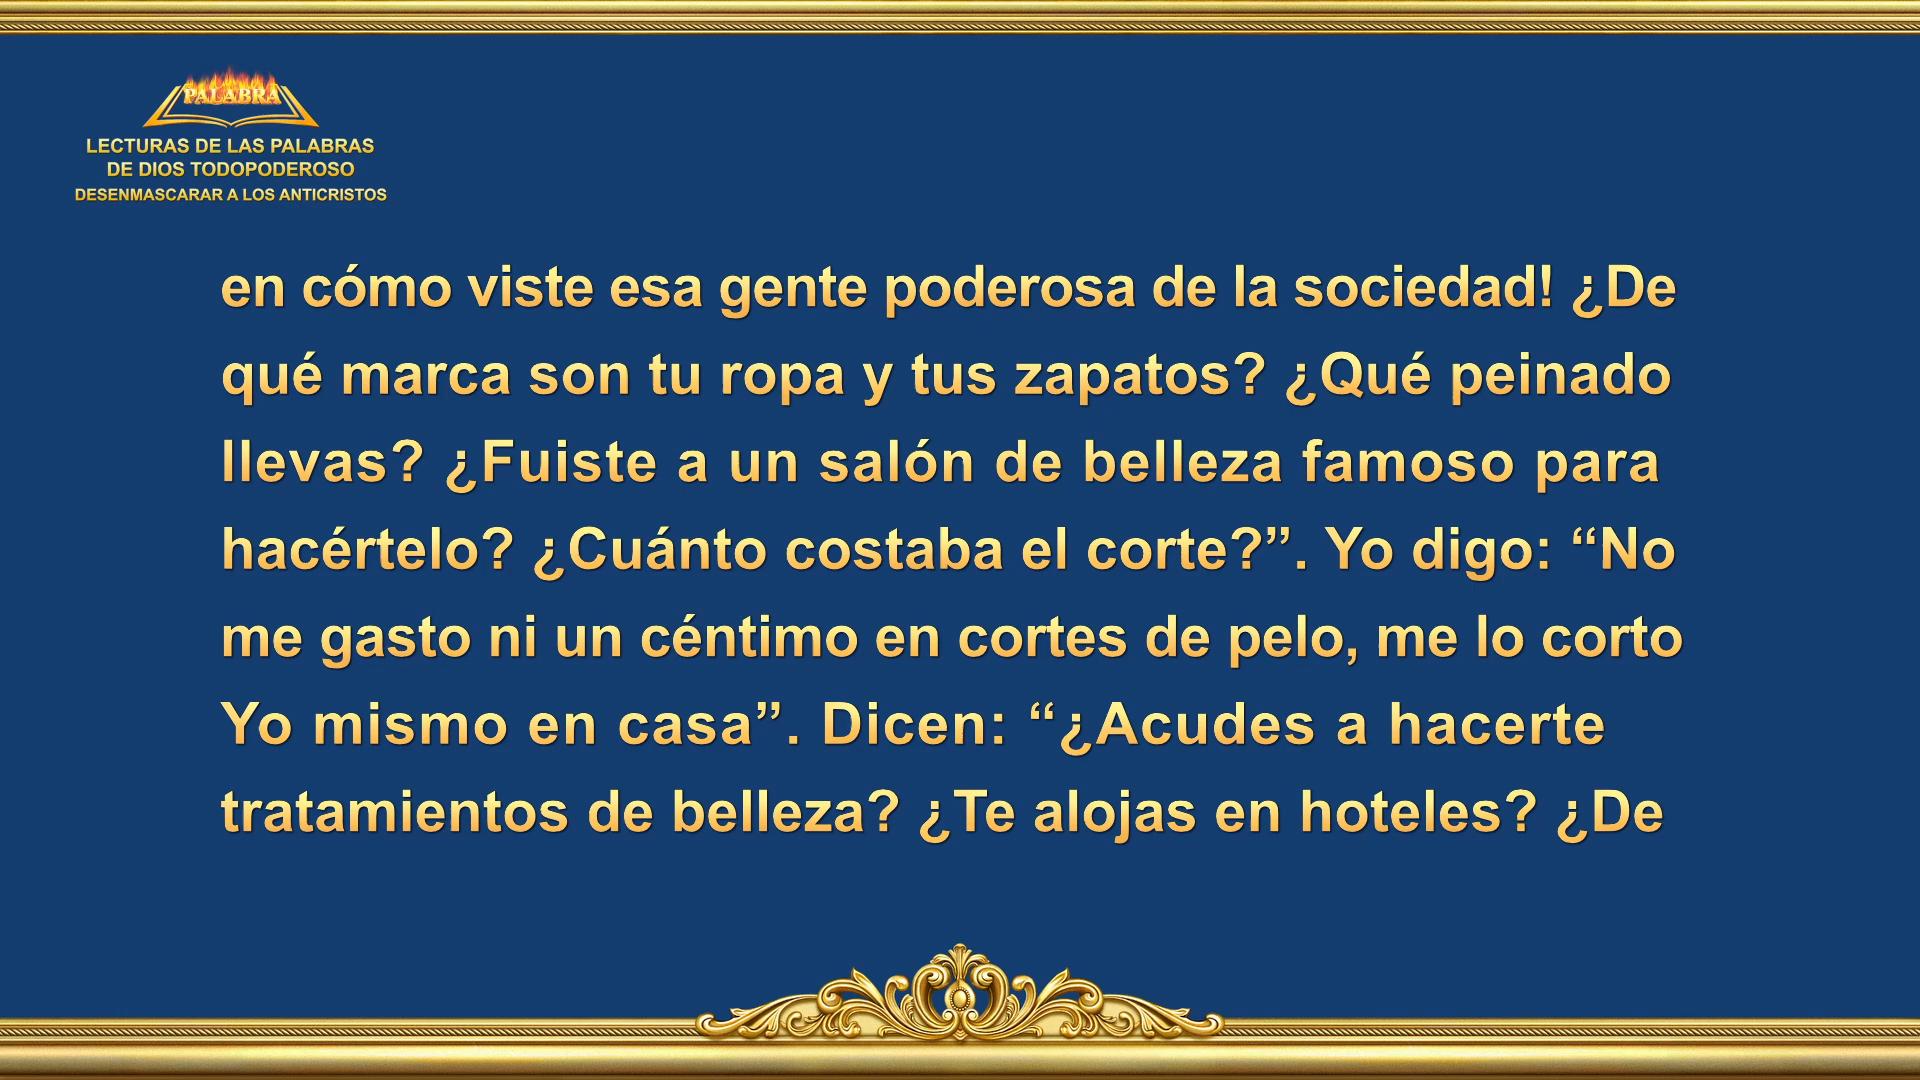 PALABRA
LECTURAS DE LAS PALABRAS
DE DIOS TODOPODEROSO
DESENMASCARAR A LOS ANTICRISTOS
en cómo viste esa gente poderosa de la sociedad! ¿De
qué marca son tu ropa y tus zapatos? ¿Qué peinado
llevas? ¿Fuiste a un salón de belleza famoso para
hacértelo? ¿Cuánto costaba el corte?”. Yo digo: “No
me gasto ni un céntimo en cortes de pelo, me lo corto
Yo mismo en casa”. Dicen: “¿Acudes a hacerte
tratamientos de belleza? ¿Te alojas en hoteles? ¿De